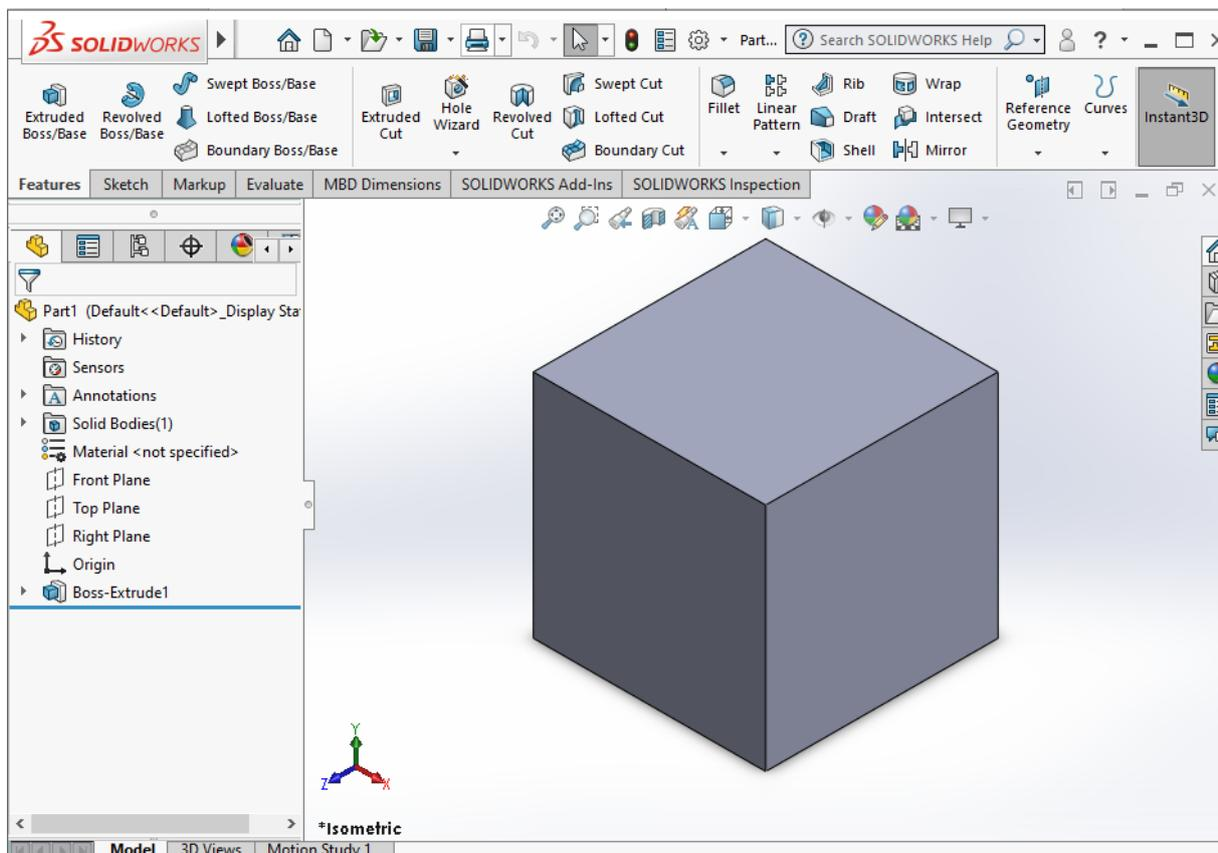 SOLIDWORKS
Part...
Search SOLIDWORKS Help
Extruded Boss/Base
Revolved Boss/Base
Swept Boss/Base
Lofted Boss/Base
Boundary Boss/Base
Extruded Cut
Hole Wizard
Revolved Cut
Swept Cut
Lofted Cut
Boundary Cut
Fillet
Linear Pattern
Rib
Draft
Shell
Wrap
Intersect
Mirror
Reference Geometry
Curves
Instant3D
Features
Sketch
Markup
Evaluate
MBD Dimensions
SOLIDWORKS Add-Ins
SOLIDWORKS Inspection
Part1 (Default<<Default>_Display Sta
History
Sensors
Annotations
Solid Bodies(1)
Material <not specified>
Front Plane
Top Plane
Right Plane
Origin
Boss-Extrude1
Y
Z
X
*Isometric
Model
3D Views
Motion Study 1